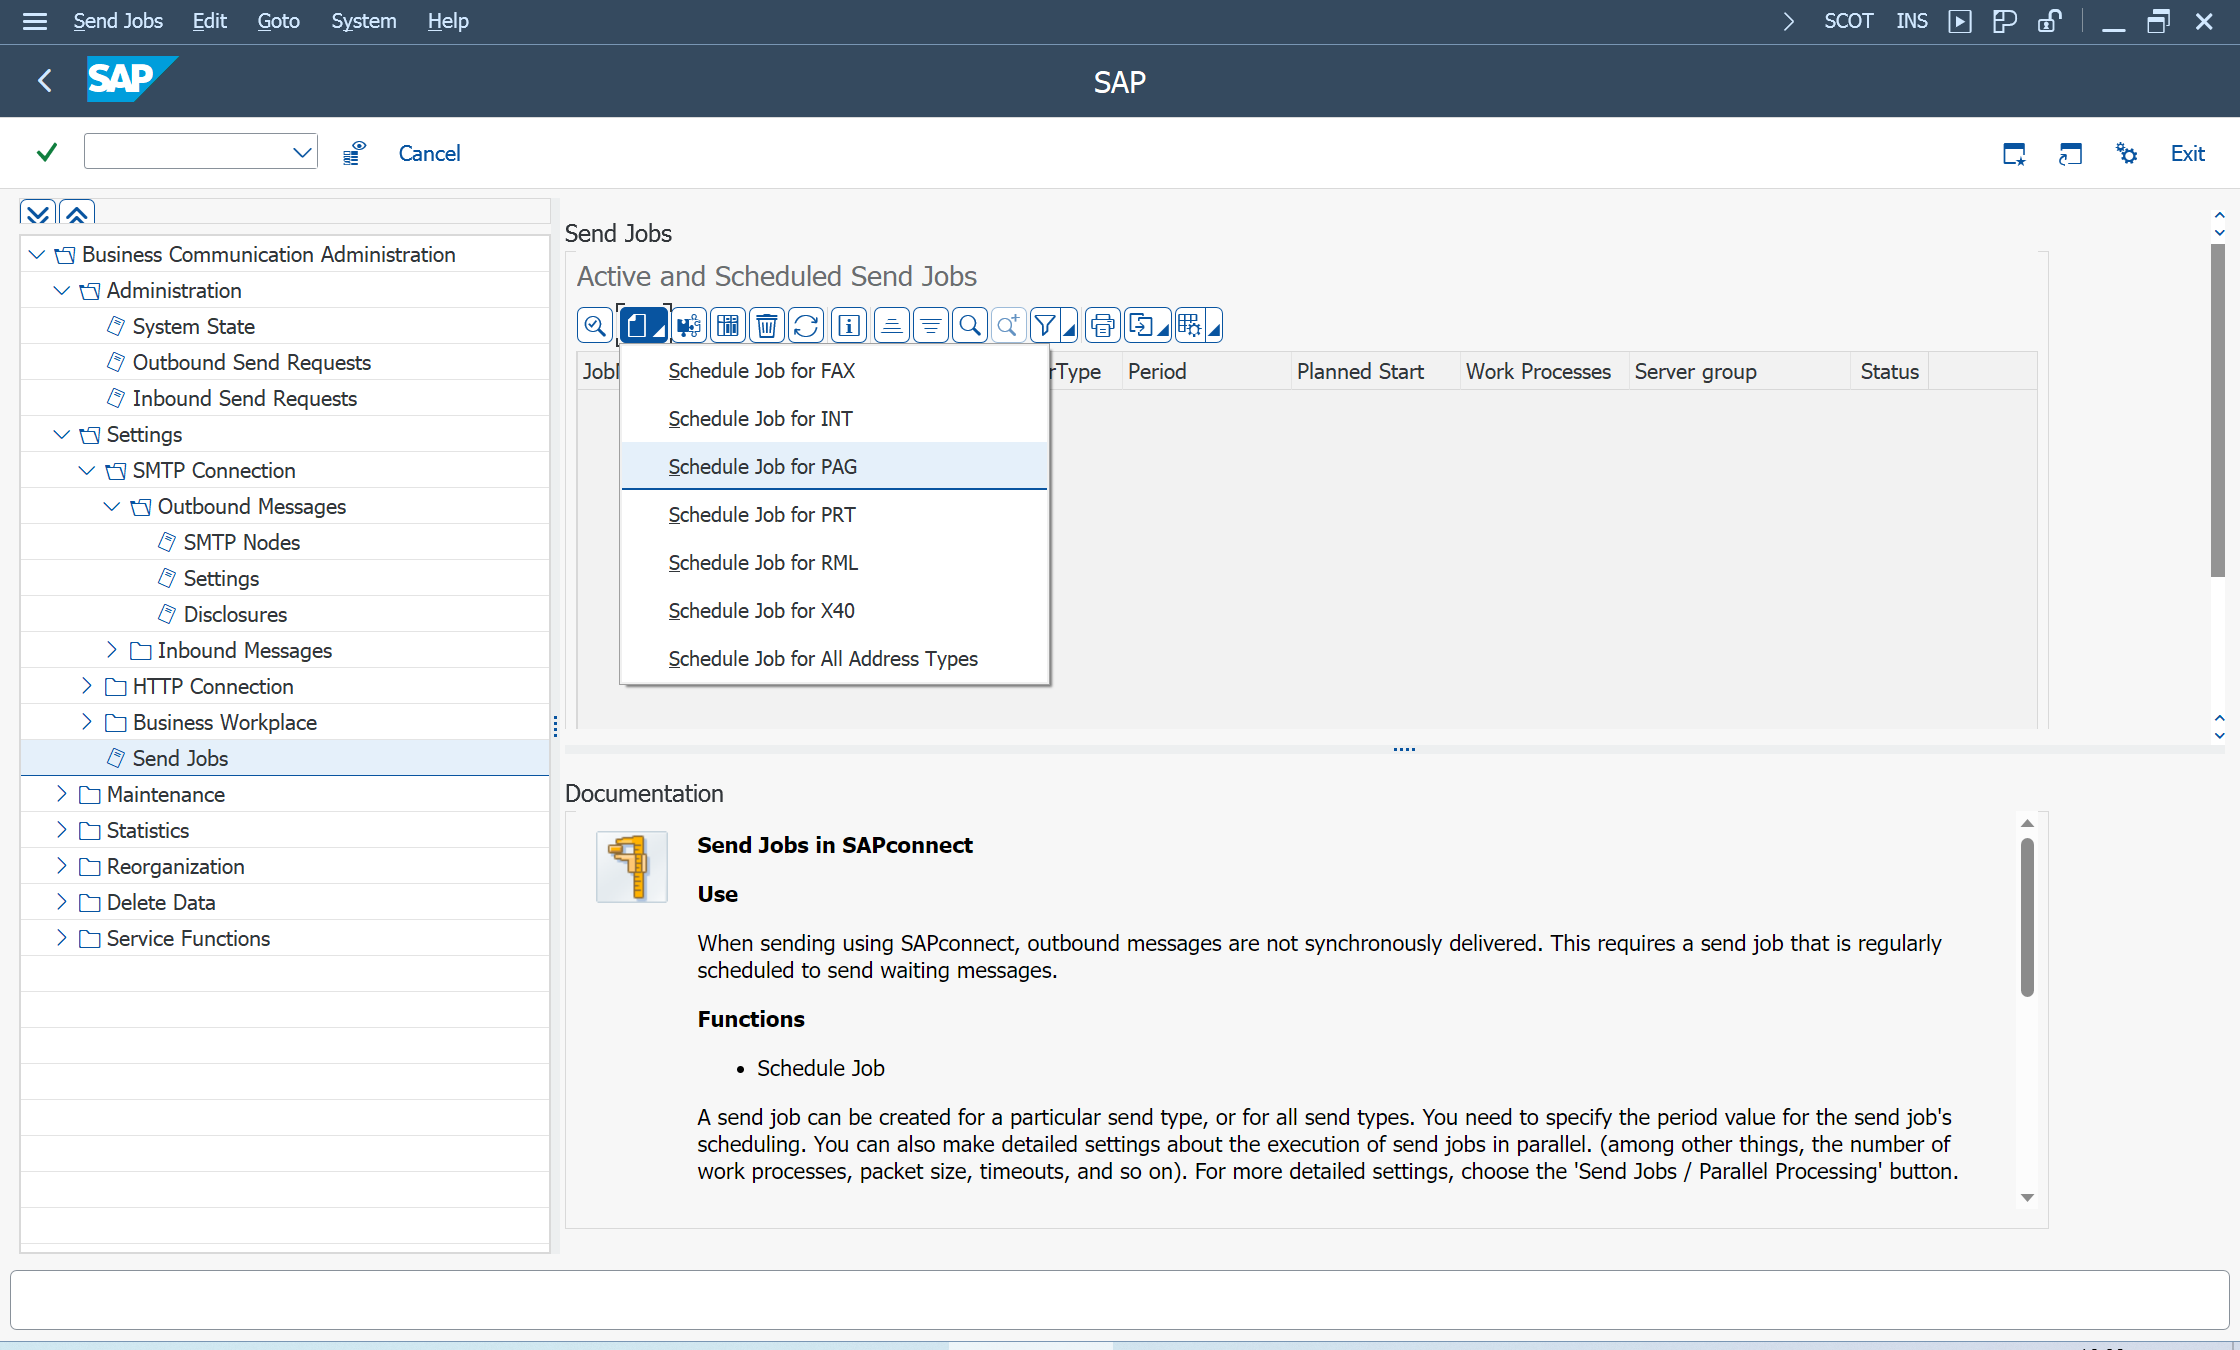 Send Jobs Edit Goto System Help SCOT INS
SAP SAP
Cancel Exit
Business Communication Administration
Administration
System State
Outbound Send Requests
Inbound Send Requests
Settings
SMTP Connection
Outbound Messages
SMTP Nodes
Settings
Disclosures
Inbound Messages
HTTP Connection
Business Workplace
Send Jobs
Maintenance
Statistics
Reorganization
Delete Data
Service Functions
Send Jobs
Active and Scheduled Send Jobs
Period Planned Start Work Processes Server group Status
Schedule Job for FAX
Schedule Job for INT
Schedule Job for PAG
Schedule Job for PRT
Schedule Job for RML
Schedule Job for X40
Schedule Job for All Address Types
Documentation
Send Jobs in SAPconnect
Use
When sending using SAPconnect, outbound messages are not synchronously delivered. This requires a send job that is regularly
scheduled to send waiting messages.
Functions
• Schedule Job
A send job can be created for a particular send type, or for all send types. You need to specify the period value for the send job's
scheduling. You can also make detailed settings about the execution of send jobs in parallel. (among other things, the number of
work processes, packet size, timeouts, and so on). For more detailed settings, choose the 'Send Jobs / Parallel Processing' button.